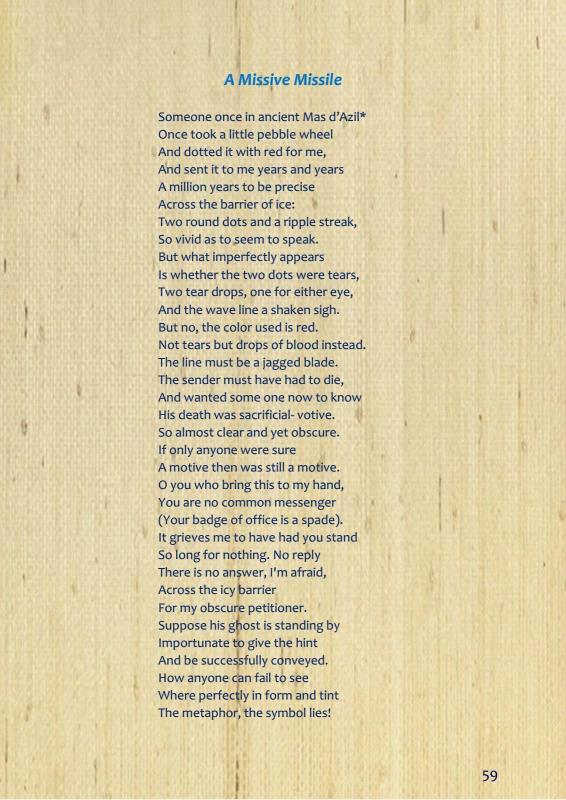 A Missive Missile
Someone once in ancient Mas d’Azil*
Once took a little pebble wheel
And dotted it with red for me,
And sent it to me years and years
A million years to be precise
Across the barrier of ice:
Two round dots and a ripple streak,
So vivid as to seem to speak.
But what imperfectly appears
Is whether the two dots were tears,
Two tear drops, one for either eye,
And the wave line a shaken sigh.
But no, the color used is red.
Not tears but drops of blood instead.
The line must be a jagged blade.
The sender must have had to die,
And wanted some one now to know
His death was sacrificial- votive.
So almost clear and yet obscure.
If only anyone were sure
A motive then was still a motive.
O you who bring this to my hand,
You are no common messenger
(Your badge of office is a spade).
It grieves me to have had you stand
So long for nothing. No reply
There is no answer, I'm afraid,
Across the icy barrier
For my obscure petitioner.
Suppose his ghost is standing by
Importunate to give the hint
And be successfully conveyed.
How anyone can fail to see
Where perfectly in form and tint
The metaphor, the symbol lies!
59